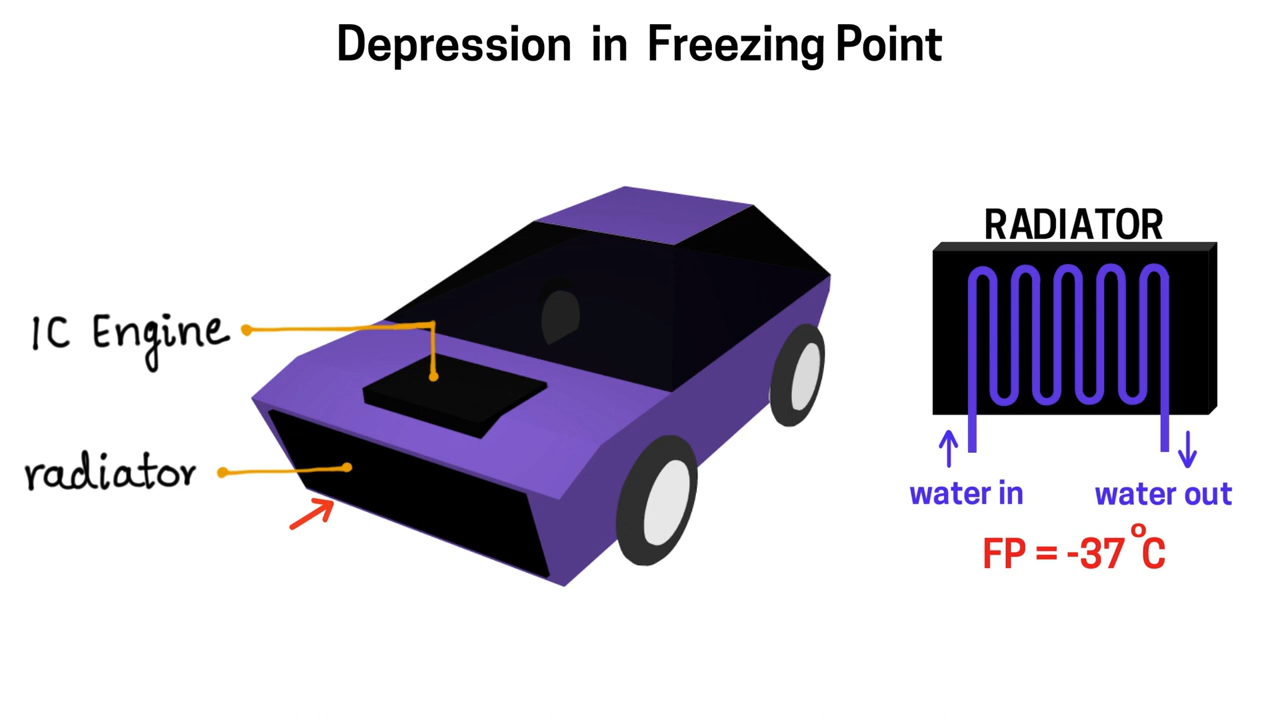 Depression in Freezing Point
IC Engine
radiator
RADIATOR
water in
water out
FP = -37 °C